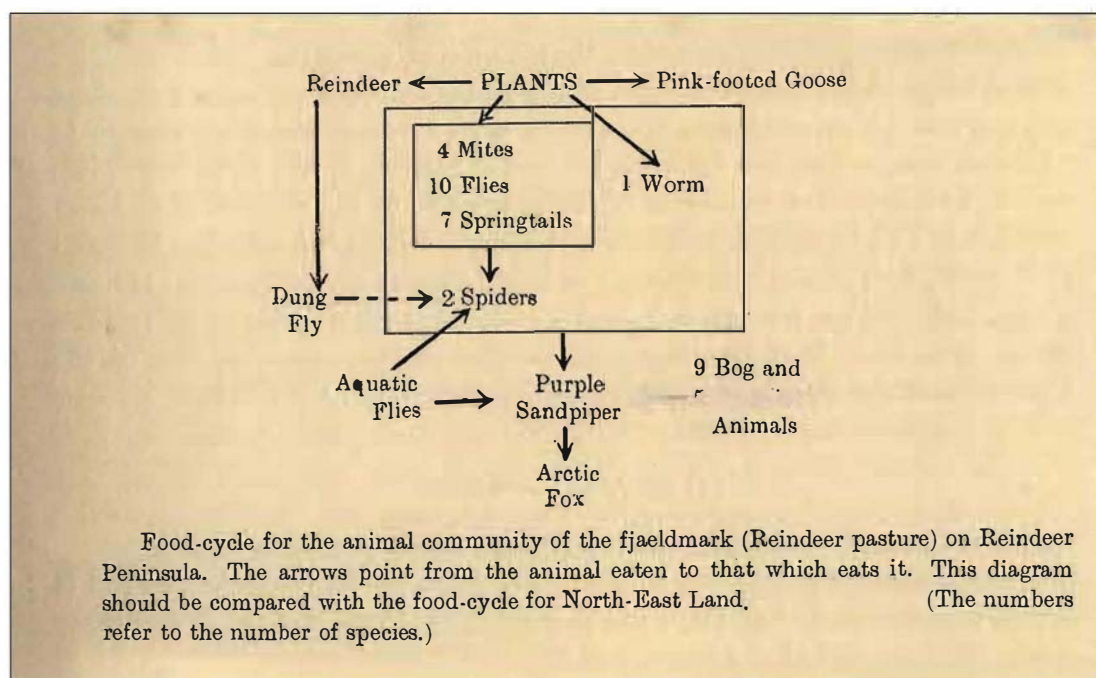 Reindeer PLANTS Pink-footed Goose
4 Mites
10 Flies
1 Worm
7 Springtails
Dung
Fly
2 Spiders
Aquatic
Flies
Purple
Sandpiper
9 Bog and
Animals
Arctic
Fox
Food-cycle for the animal community of the fjaeldmark (Reindeer pasture) on Reindeer
Peninsula. The arrows point from the animal eaten to that which eats it. This diagram
should be compared with the food-cycle for North-East Land. (The numbers
refer to the number of species.)